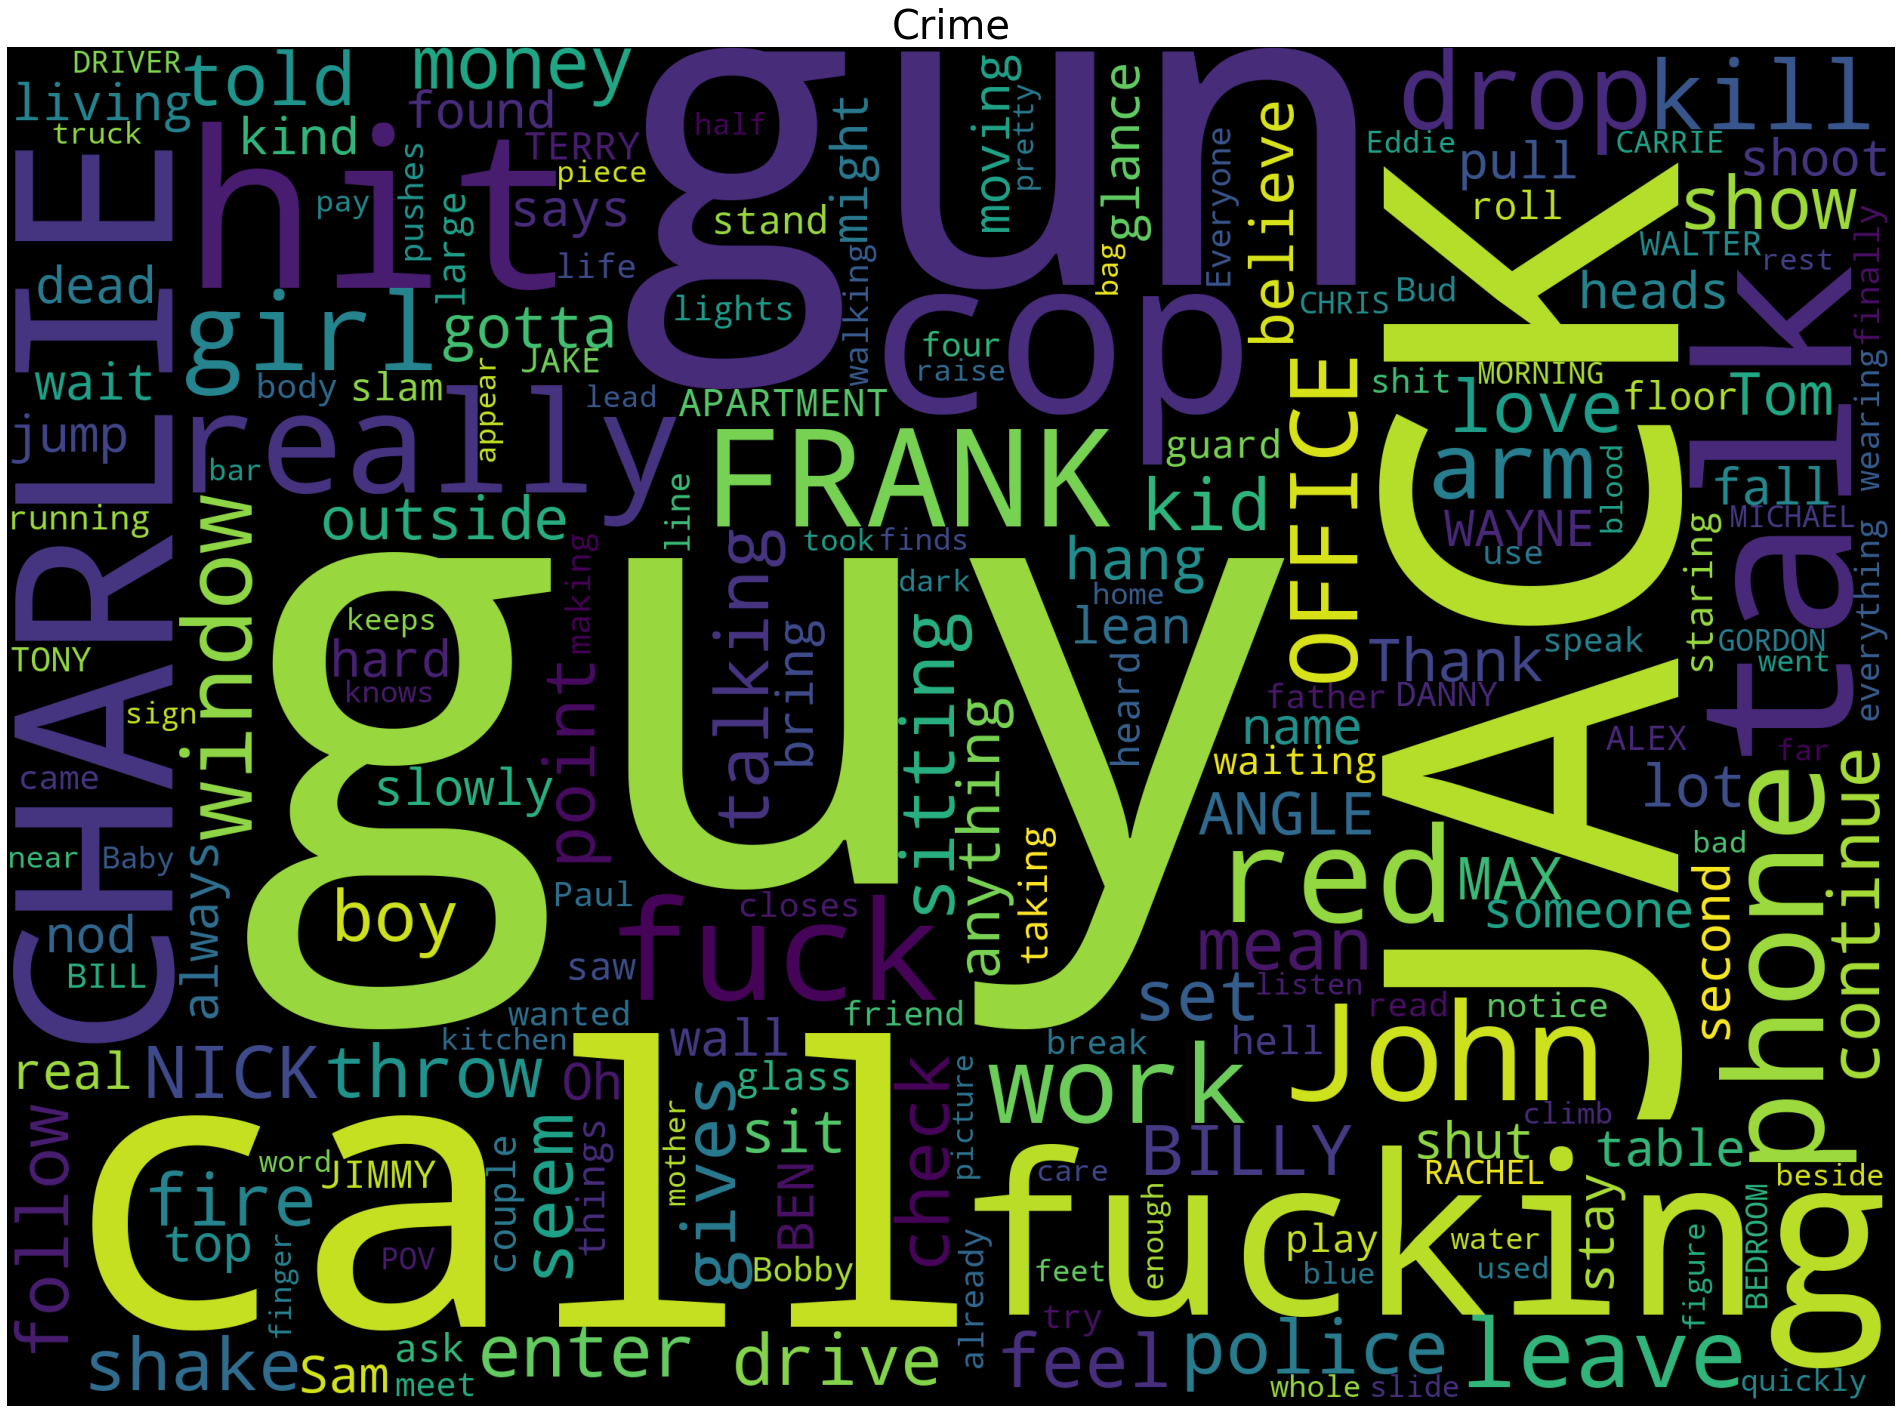 Crime
DRIVER
told
money
gun
moving
pretty
glance
drop
kill
living
truck
kind
found
TERRY
half
might
Everyone
believe
Eddie
CARRIE
pull
shoot
hit
pay
pushes
large
piece
says
stand
walking
bag
roll
show
CHARLIE
dead
life
lights
cop
CHRIS
Bud
WALTER
rest
finally
heads
girl
gotta
JAKE
four
raise
wait
body
slam
appear
lead
APARTMENT
OFFICE
shit
MORNING
floor
Tom
talk
wearing
jump
really
FRANK
guard
love
JACK
bar
line
arm
blood
fall
running
window
outside
kid
WAYNE
MICHAEL
use
guy
making
talking
took
finds
hang
dark
home
staring
everything
keeps
hard
knows
bring
sitting
lean
heard
Thank
speak
GORDON
went
TONY
sign
point
anything
father
DANNY
name
ALEX
far
came
slowly
waiting
lot
phone
continue
near
Baby
always
taking
ANGLE
red
MAX
bad
second
boy
Paul
fuck
closes
someone
nod
BILL
saw
mean
listen
read
notice
set
wanted
friend
kitchen
wall
break
hell
John
real
NICK
throw
Oh
glass
check
picture
work
follow
call
mother
gives
sit
climb
word
JIMMY
couple
seem
things
BEN
fucking
care
BILLY
shut
table
RACHEL
beside
fire
top
POV
finger
Bobby
already
feet
enough
play
water
blue
used
stay
figure
BEDROOM
try
shake
Sam
ask
meet
enter
drive
feel
police
leave
whole
slide
quickly